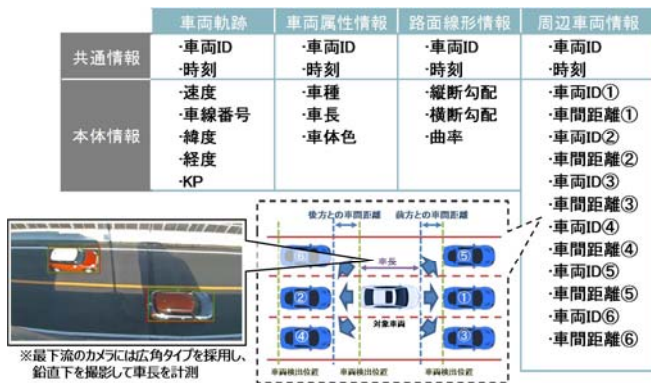 車両軌跡 車両属性情報 路面線形情報 周辺車両情報
共通情報
・車両ID
・時刻
・車両ID
・時刻
・車両ID
・時刻
・車両ID
・時刻
本体情報
・速度
・車線番号
・緯度
・経度
・KP
・車種
・車長
・車体色
・縦断勾配
・横断勾配
・曲率
・車両ID①
・車間距離①
・車両ID②
・車間距離②
・車両ID③
・車間距離③
・車両ID④
・車間距離④
・車両ID⑤
・車間距離⑤
・車両ID⑥
・車間距離⑥
後方との車間距離 前方との車間距離
⑥ 車長 ⑤
② ①
対象車両
④ ③
車両検出位置 車両検出位置 車両検出位置
※最下流のカメラには広角タイプを採用し、
鉛直下を撮影して車長を計測